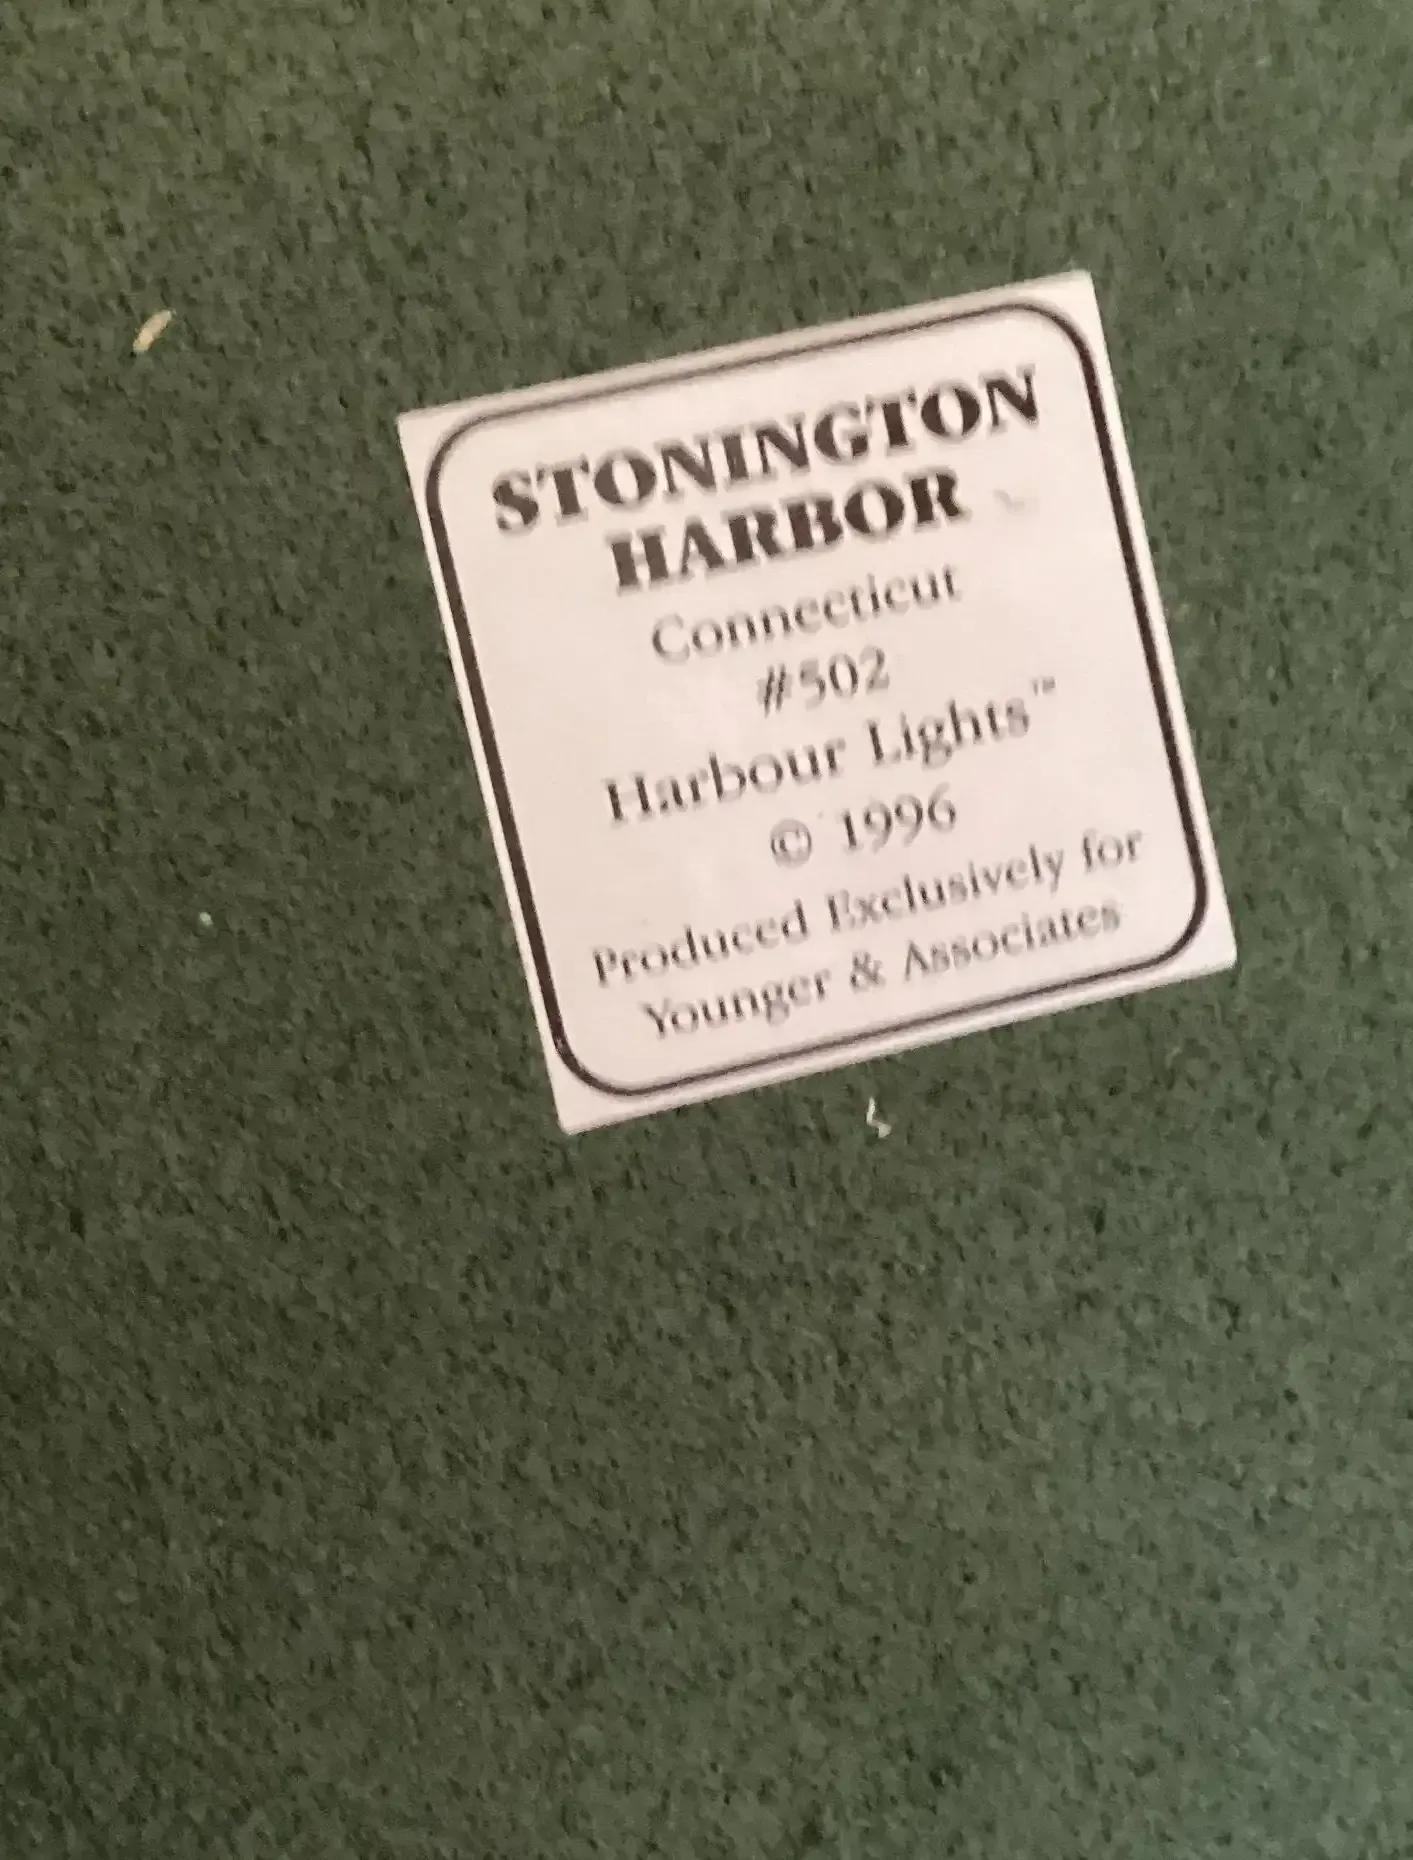 STONINGTON
HARBOR
Connecticut
#502
Harbour Lights™
© 1996
Produced Exclusively for
Younger & Associates